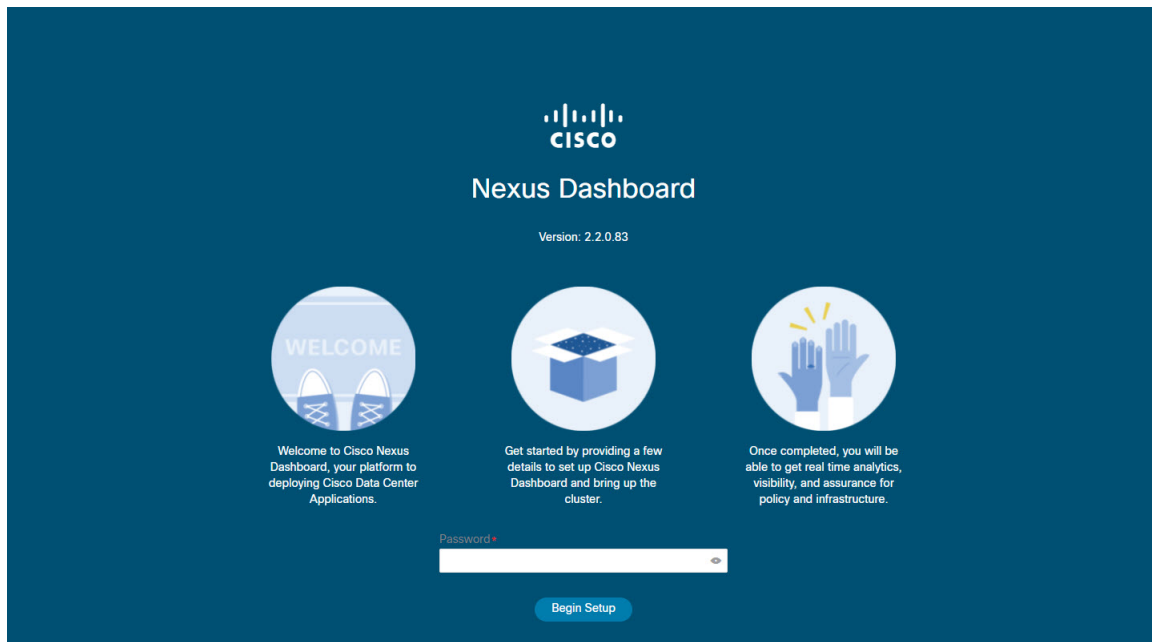 CISCO
Nexus Dashboard
Version: 2.2.0.83
WELCOME
Welcome to Cisco Nexus
Dashboard, your platform to
deploying Cisco Data Center
Applications.
Get started by providing a few
details to set up Cisco Nexus
Dashboard and bring up the
cluster.
Once completed, you will be
able to get real time analytics,
visibility, and assurance for
policy and infrastructure.
Password*
Begin Setup